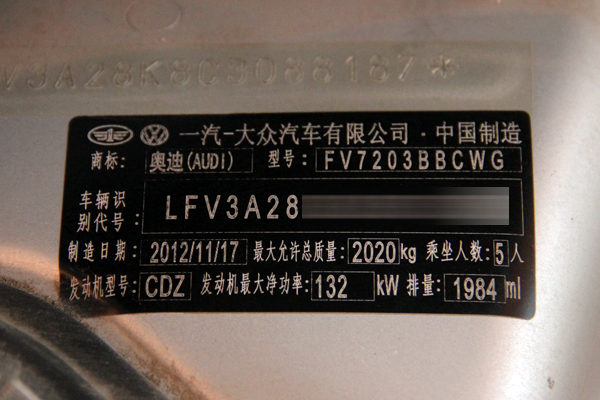 V3A28K8C9088187*
一汽-大众汽车有限公司·中国制造
商标: 奥迪(AUDI) 型号: FV7203BBCWG
车辆识别代号: LFV3A28
制造日期: 2012/11/17 最大允许总质量: 2020kg 乘坐人数: 5人
发动机型号: CDZ 发动机最大净功率: 132 kW 排量: 1984 ml